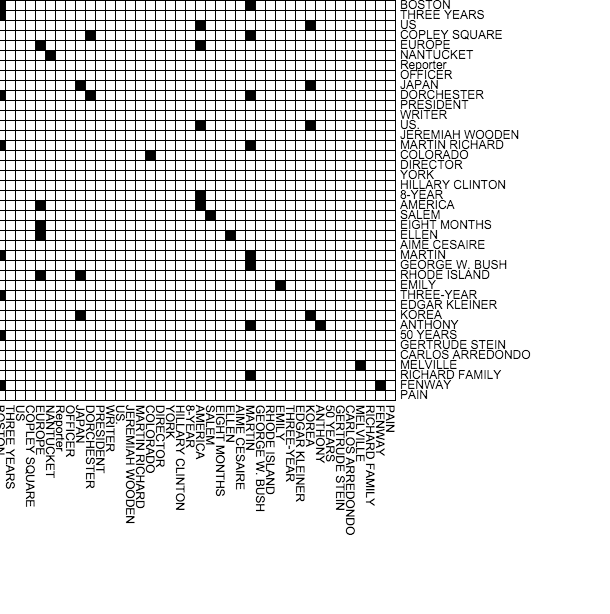 BOSTON
THREE YEARS
US
COPLEY SQUARE
EUROPE
NANTUCKET
Reporter
OFFICER
JAPAN
DORCHESTER
PRESIDENT
WRITER
US.
JEREMIAH WOODEN
MARTIN RICHARD
COLORADO
DIRECTOR
YORK
HILLARY CLINTON
8-YEAR
AMERICA
SALEM
EIGHT MONTHS
ELLEN
AIME CESAIRE
MARTIN
GEORGE W. BUSH
RHODE ISLAND
EMILY
THREE-YEAR
EDGAR KLEINER
KOREA
ANTHONY
50 YEARS
GERTRUDE STEIN
CARLOS ARREDONDO
MELVILLE
RICHARD FAMILY
FENWAY
PAIN
BOSTON
THREE YEARS
US
COPLEY SQUARE
EUROPE
NANTUCKET
Reporter
OFFICER
JAPAN
DORCHESTER
PRESIDENT
WRITER
US.
JEREMIAH WOODEN
MARTIN RICHARD
COLORADO
DIRECTOR
YORK
HILLARY CLINTON
8-YEAR
AMERICA
SALEM
EIGHT MONTHS
ELLEN
AIME CESAIRE
MARTIN
GEORGE W. BUSH
RHODE ISLAND
EMILY
THREE-YEAR
EDGAR KLEINER
KOREA
ANTHONY
50 YEARS
GERTRUDE STEIN
CARLOS ARREDONDO
MELVILLE
RICHARD FAMILY
FENWAY
PAIN